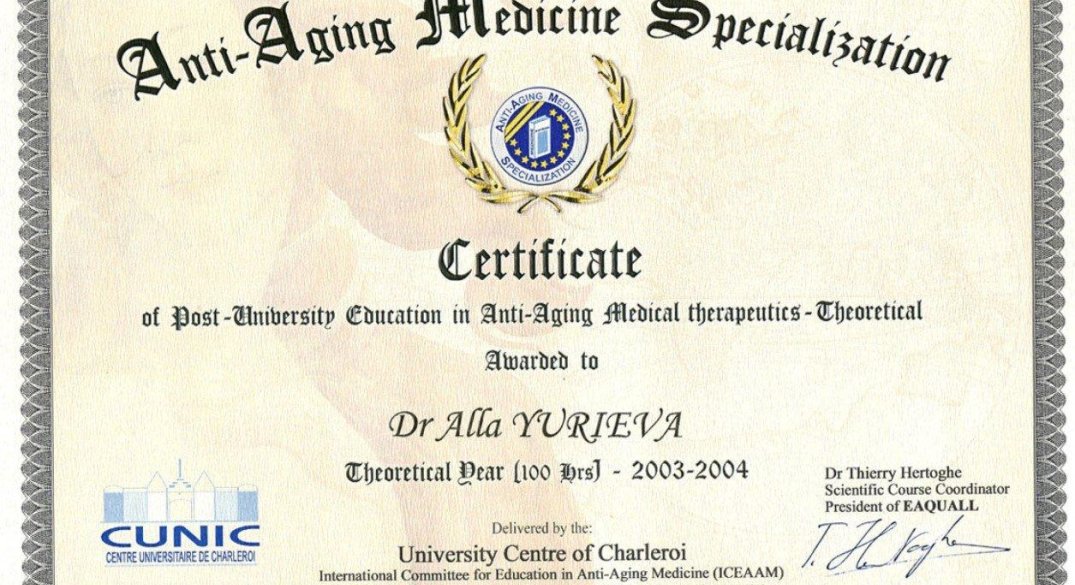 Anti-Aging Medicine Specialization
ANTI-AGING MEDICINE
SPECIALIZATION
Certificate
of Post-University Education in Anti-Aging Medical therapeutics-Theoretical
Awarded to
Dr Alla YURIEVA
Theoretical Year (100 Hrs) - 2003-2004
Dr Thierry Hertoghe
Scientific Course Coordinator
President of EAQUALL
CUNIC
CENTRE UNIVERSITAIRE DE CHARLEROI
Delivered by the:
University Centre of Charleroi
International Committee for Education in Anti-Aging Medicine (ICEAAM)